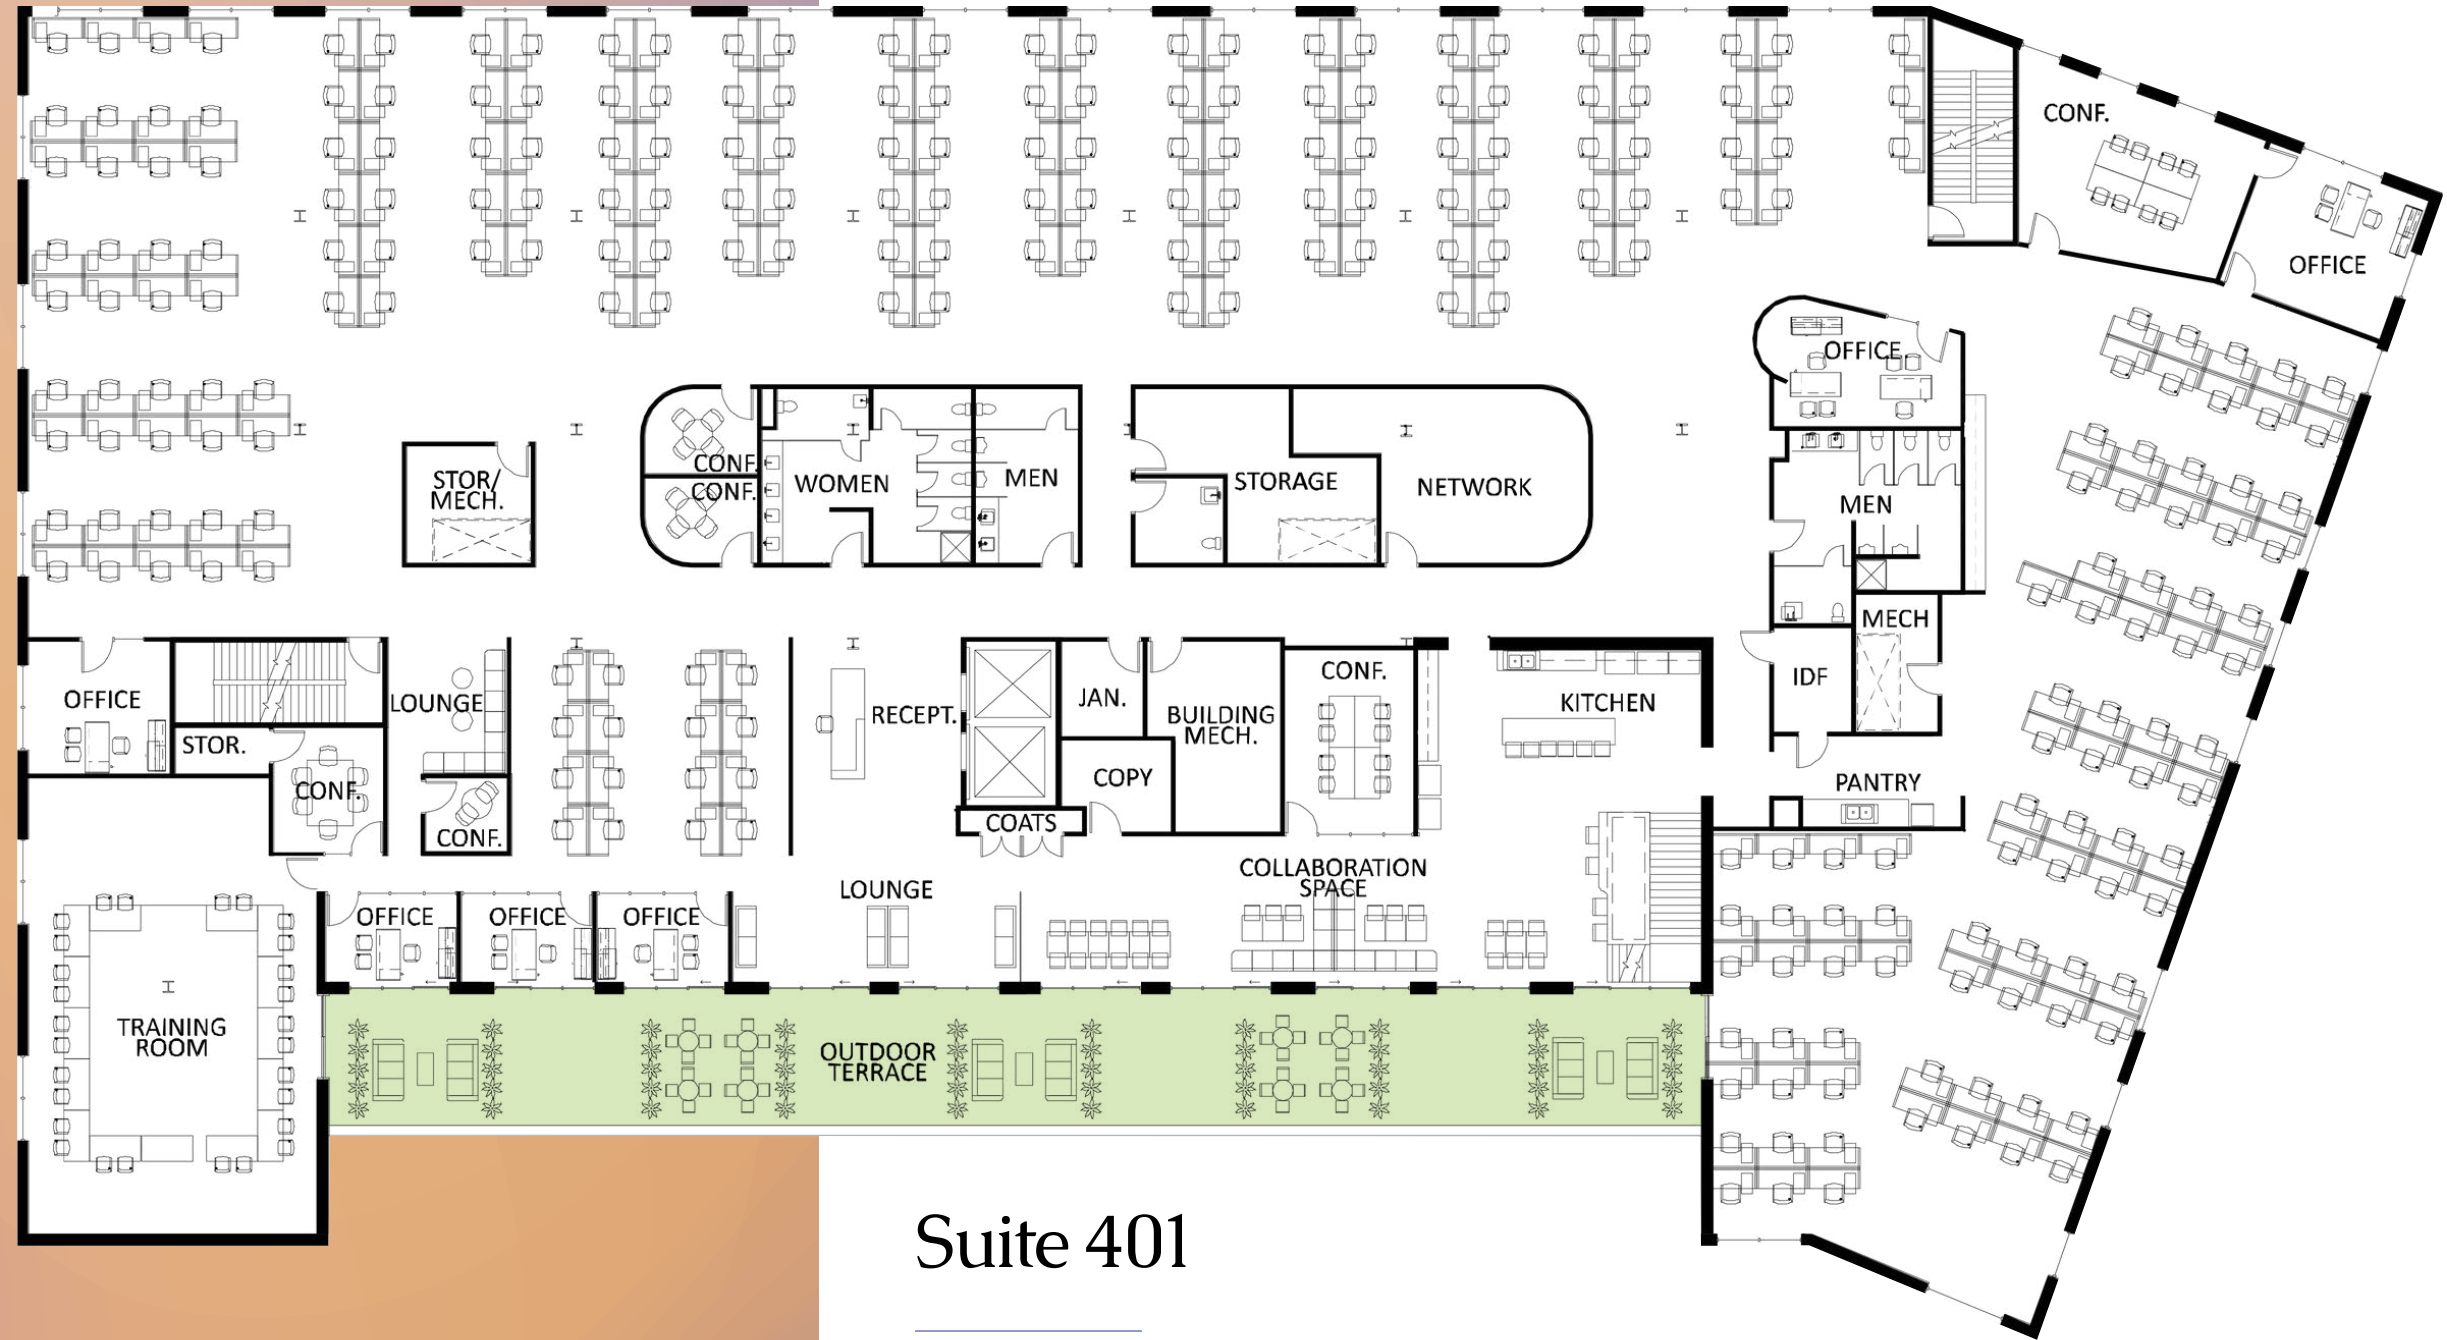 CONF.
OFFICE
OFFICE
CONF.
CONF.
STOR/
MECH.
WOMEN
MEN
STORAGE
NETWORK
MEN
MECH
IDF
OFFICE
LOUNGE
STOR.
CONF.
CONF.
RECEPT.
JAN.
COPY
COATS
BUILDING
MECH.
CONF.
KITCHEN
PANTRY
OFFICE
OFFICE
OFFICE
LOUNGE
COLLABORATION
SPACE
TRAINING
ROOM
OUTDOOR
TERRACE
Suite 401